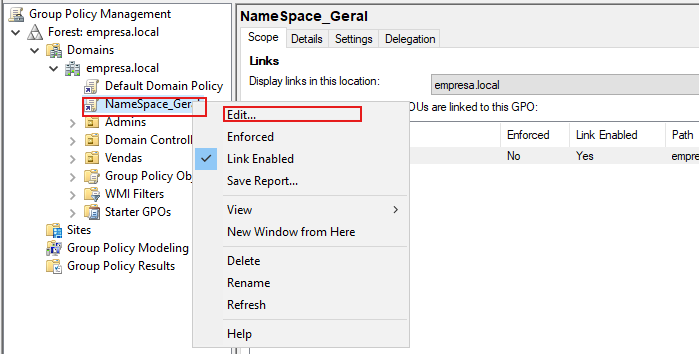 Group Policy Management
Forest: empresa.local
Domains
empresa.local
Default Domain Policy
NameSpace_Geral
Admins
Domain Controll
Vendas
Group Policy Obj
WMI Filters
Starter GPOs
Sites
Group Policy Modeling
Group Policy Results
Edit...
Enforced
Link Enabled
Save Report...
View
New Window from Here
Delete
Rename
Refresh
Help
NameSpace_Geral
Scope Details Settings Delegation
Links
Display links in this location: empresa.local
OUs are linked to this GPO:
Enforced Link Enabled Path
No Yes empre